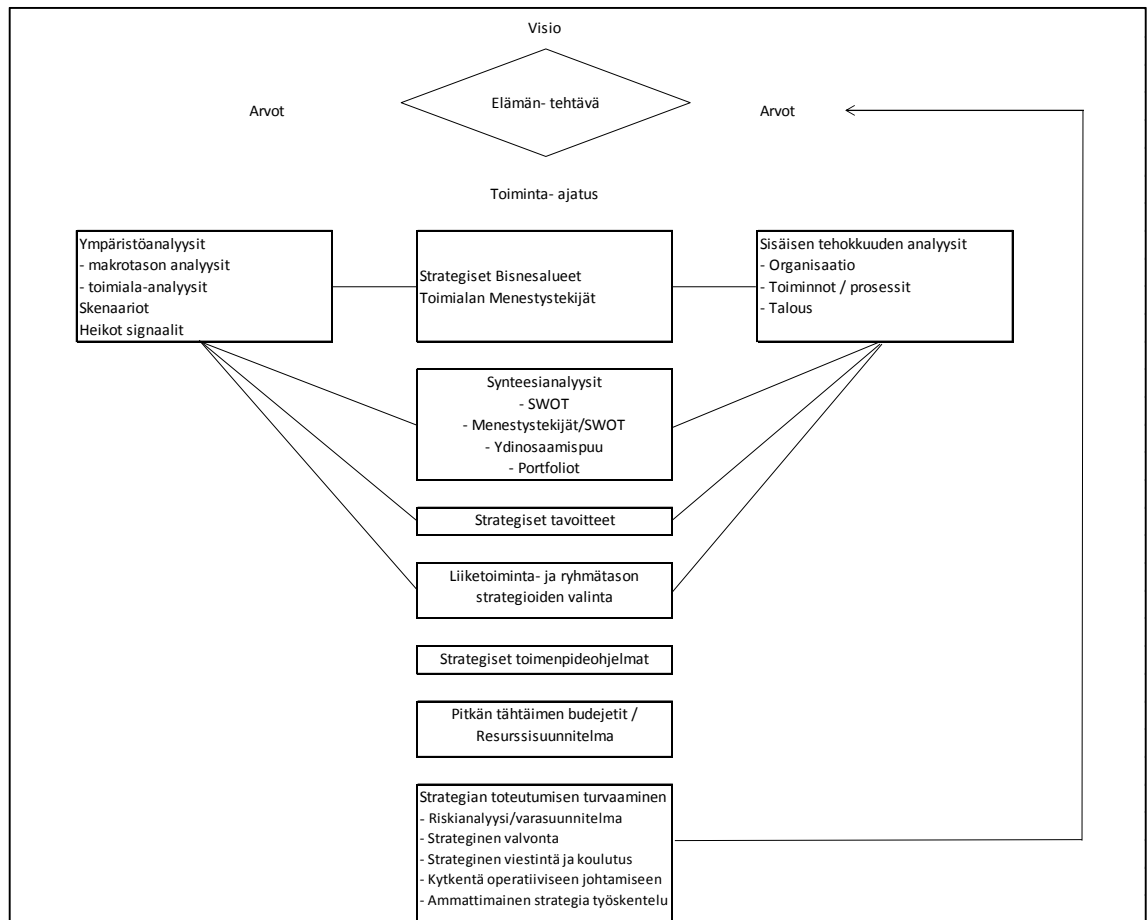 Visio
Elämän- tehtävä
Arvot
Arvot
Toiminta- ajatus
Ympäristöanalyysit
- makrotason analyysit
- toimiala-analyysit
Skenaariot
Heikot signaalit
Strategiset Bisnesalueet
Toimialan Menestystekijät
Sisäisen tehokkuuden analyysit
- Organisaatio
- Toiminnot / prosessit
- Talous
Synteesianalyysit
- SWOT
- Menestystekijät/SWOT
- Ydinosaamispuu
- Portfoliot
Strategiset tavoitteet
Liiketoiminta- ja ryhmätason
strategioiden valinta
Strategiset toimenpideohjelmat
Pitkän tähtäimen budejetit /
Resurssisuunnitelma
Strategian toteutumisen turvaaminen
- Riskianalyysi/varasuunnitelma
- Strateginen valvonta
- Strateginen viestintä ja koulutus
- Kytkentä operatiiviseen johtamiseen
- Ammattimainen strategia työskentelu